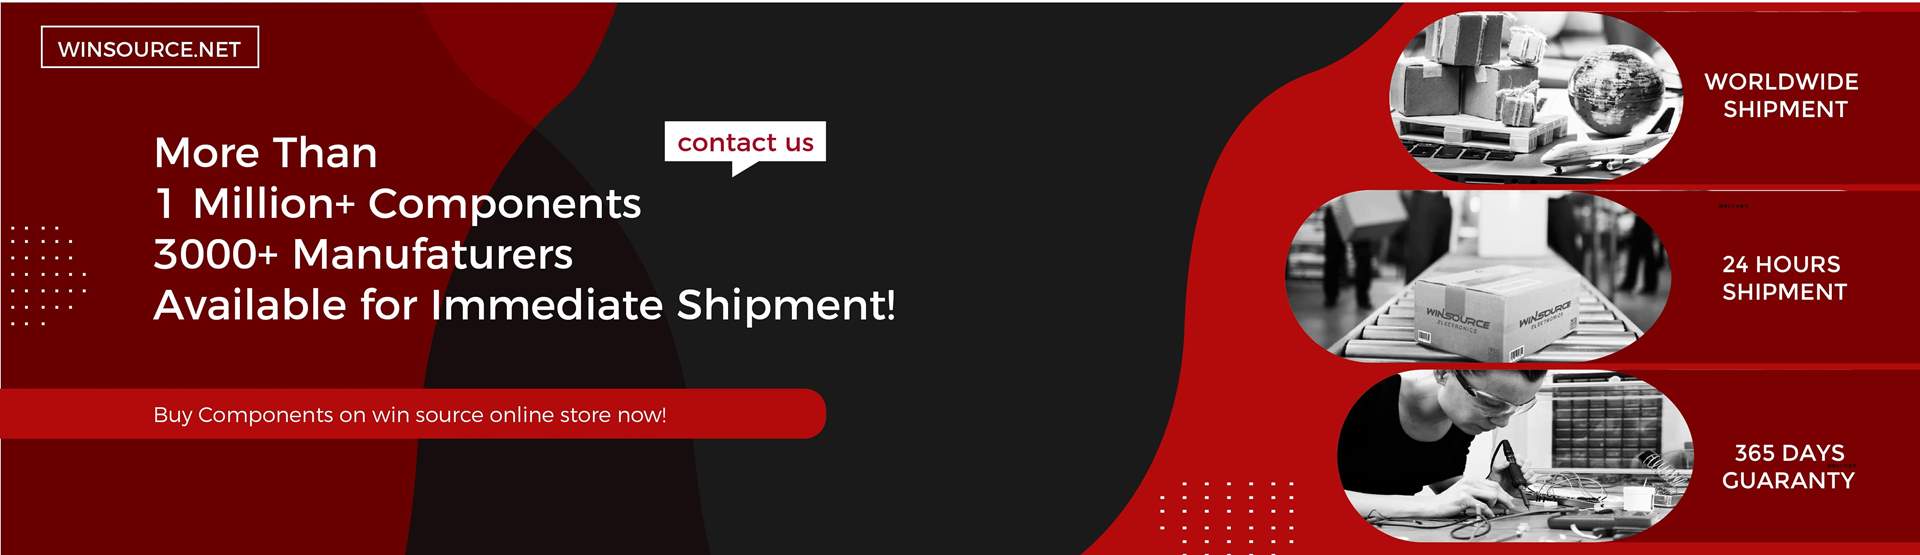 WINSOURCE.NET
More Than
1 Million+ Components
3000+ Manufaturers
Available for Immediate Shipment!
contact us
Buy Components on win source online store now!
WORLDWIDE
SHIPMENT
WINSOURCE
ELECTRONICS
WINSOURCE
ELECTRONICS
24 HOURS
SHIPMENT
365 DAYS
GUARANTY